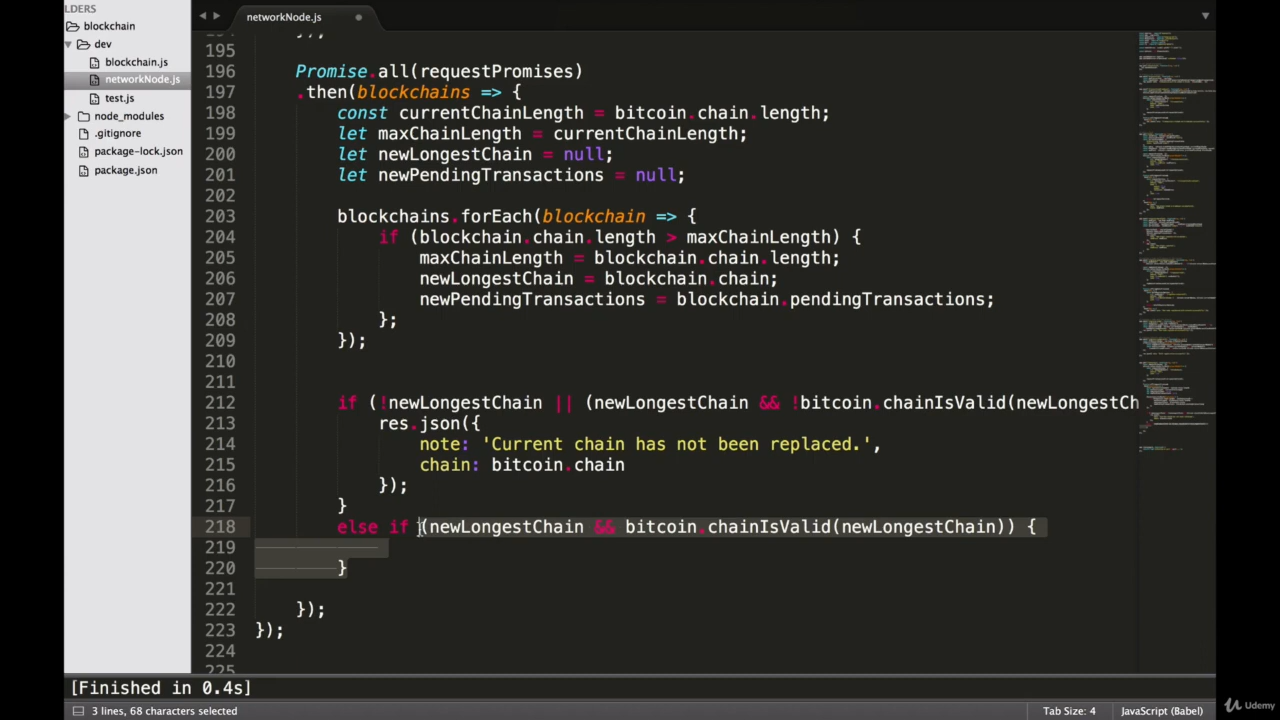 LDERS
networkNode.js
blockchain
dev
blockchain.js
networkNode.js
test.js
node_modules
.gitignore
package-lock.json
package.json
195
196 Promise.all(requestPromises)
197 .then(blockchains => {
198 const currentChainLength = bitcoin.chain.length;
199 let maxChainLength = currentChainLength;
200 let newLongestChain = null;
201 let newPendingTransactions = null;
202
203 blockchains.forEach(blockchain => {
204 if (blockchain.chain.length > maxChainLength) {
205 maxChainLength = blockchain.chain.length;
206 newLongestChain = blockchain.chain;
207 newPendingTransactions = blockchain.pendingTransactions;
208 };
209 });
210
211
212 if (!newLongestChain || (newLongestChain && !bitcoin.chainIsValid(newLongestCh
213 res.json({
214 note: 'Current chain has not been replaced.',
215 chain: bitcoin.chain
216 });
217 }
218 else if (newLongestChain && bitcoin.chainIsValid(newLongestChain)) {
219
220 }
221
222 });
223 });
224
[Finished in 0.4s]
3 lines, 68 characters selected
Tab Size: 4
JavaScript (Babel)
Udemy